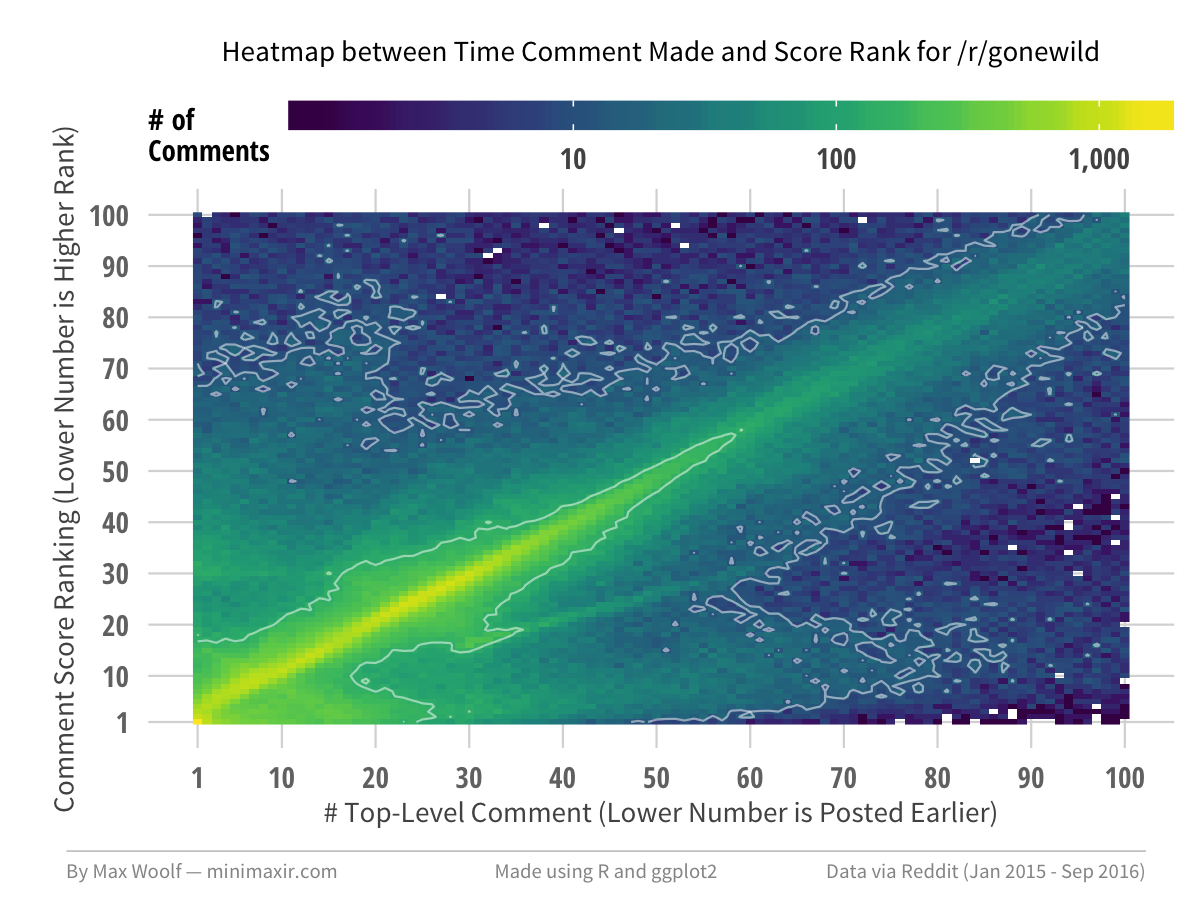 Heatmap between Time Comment Made and Score Rank for /r/gonewild
# of
Comments
10 100 1,000
Comment Score Ranking (Lower Number is Higher Rank)
100
90
80
70
60
50
40
30
20
10
1
1 10 20 30 40 50 60 70 80 90 100
# Top-Level Comment (Lower Number is Posted Earlier)
By Max Woolf — minimaxir.com Made using R and ggplot2 Data via Reddit (Jan 2015 - Sep 2016)